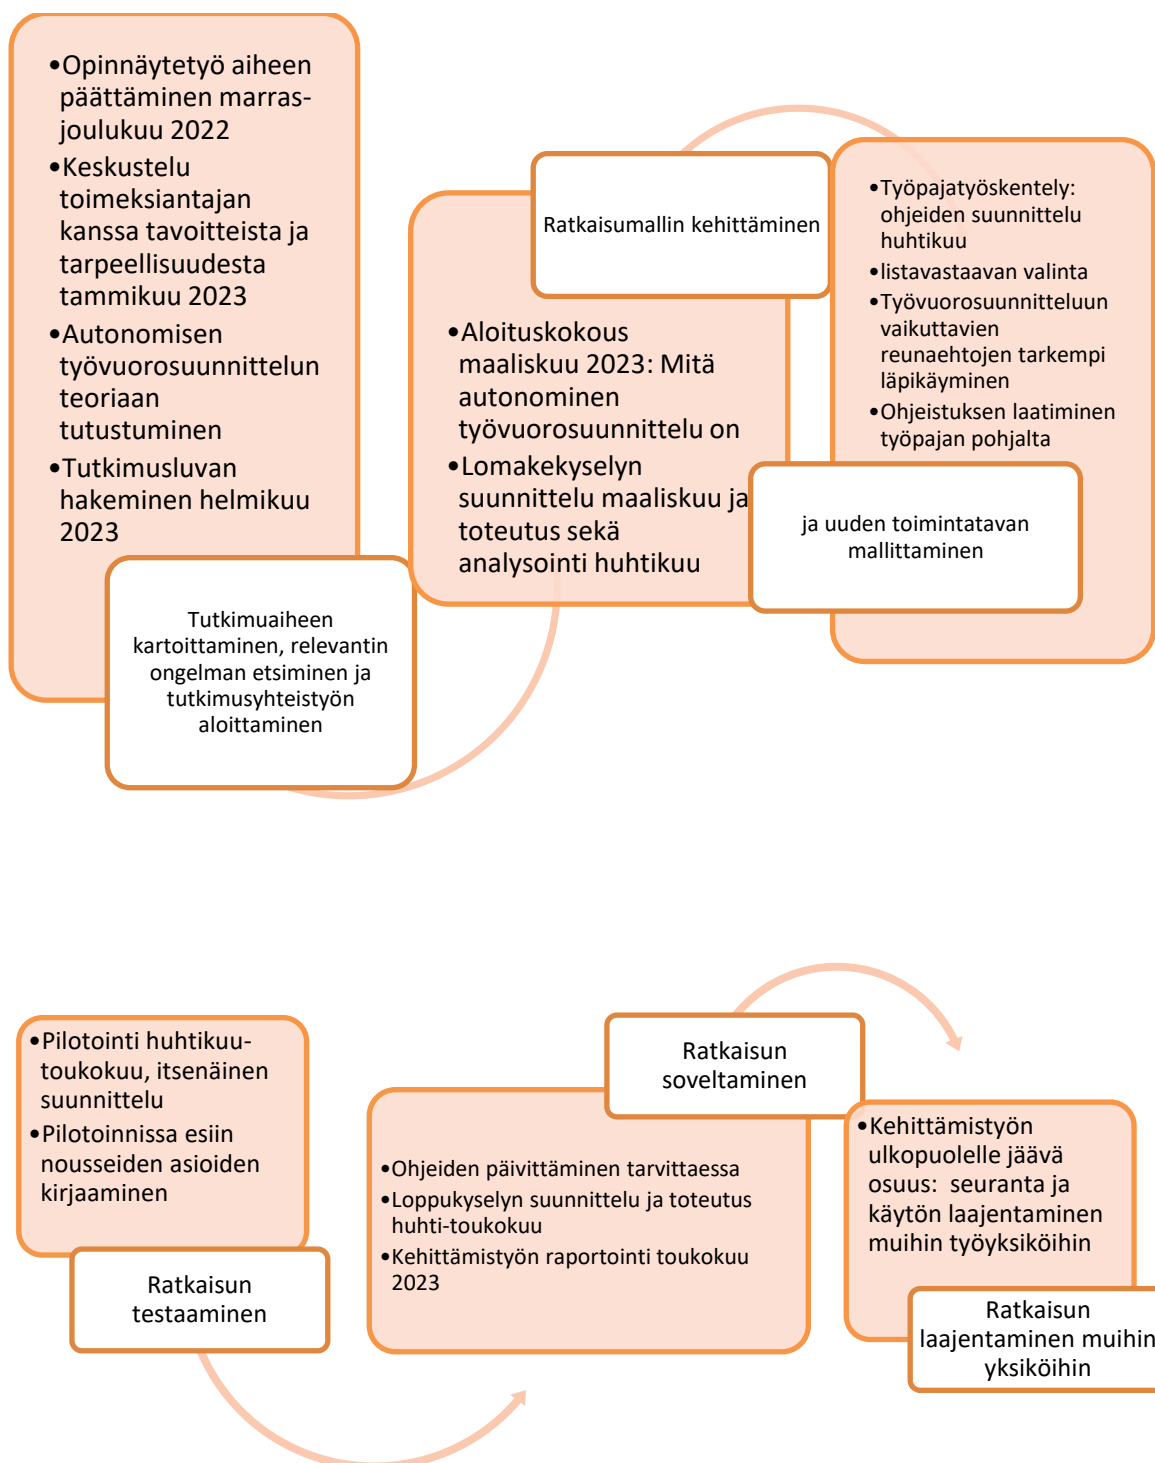 •Opinnäytetyö aiheen
päättäminen marras-
joulukuu 2022
•Keskustelu
toimeksiantajan
kanssa tavoitteista ja
tarpeellisuudesta
tammikuu 2023
•Autonomisen
työvuorosuunnittelun
teoriaan
tutustuminen
•Tutkimusluvan
hakeminen helmikuu
2023
Tutkimuaiheen
kartoittaminen, relevantin
ongelman etsiminen ja
tutkimusyhteistyön
aloittaminen
Ratkaisumallin kehittäminen
•Aloituskokous
maaliskuu 2023: Mitä
autonominen
työvuorosuunnittelu on
•Lomakekyselyn
suunnittelu maaliskuu ja
toteutus sekä
analysointi huhtikuu
•Työpajatyöskentely:
ohjeiden suunnittelu
huhtikuu
•listavastaavan valinta
•Työvuorosuunnitteluun
vaikuttavien
reunaehtojen tarkempi
läpikäyminen
•Ohjeistuksen laatiminen
työpajan pohjalta
ja uuden toimintatavan
mallittaminen
•Pilotointi huhtikuu-
toukokuu, itsenäinen
suunnittelu
•Pilotoinnissa esiin
nousseiden asioiden
kirjaaminen
Ratkaisun
testaaminen
Ratkaisun
soveltaminen
•Ohjeiden päivittäminen tarvittaessa
•Loppukyselyn suunnittelu ja toteutus
huhti-toukokuu
•Kehittämistyön raportointi toukokuu
2023
•Kehittämistyön
ulkopuolelle jäävä
osuus:  seuranta ja
käytön laajentaminen
muihin työyksiköihin
Ratkaisun
laajentaminen muihin
yksiköihin